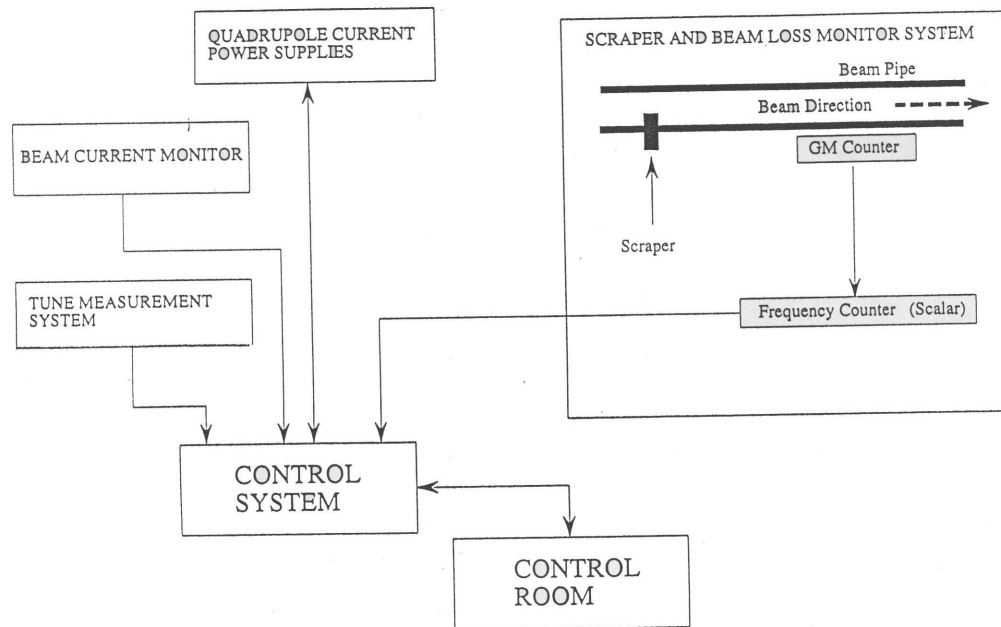 QUADRUPOLE CURRENT
POWER SUPPLIES
SCRAPER AND BEAM LOSS MONITOR SYSTEM
Beam Pipe
Beam Direction
GM Counter
Scraper
Frequency Counter (Scalar)
BEAM CURRENT MONITOR
TUNE MEASUREMENT
SYSTEM
CONTROL
SYSTEM
CONTROL
ROOM